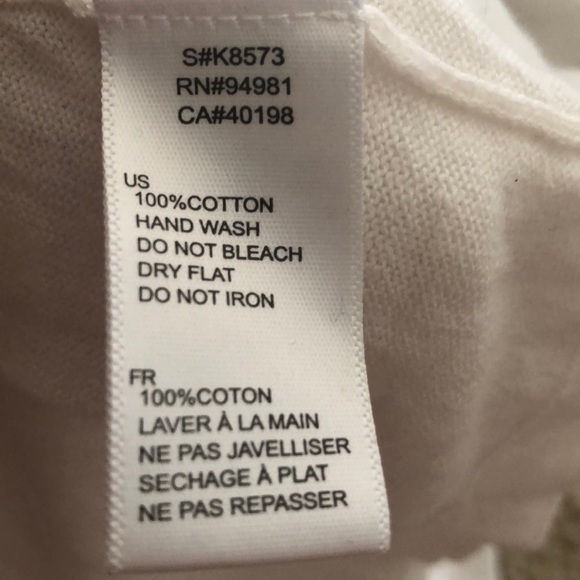 S#K8573
RN#94981
CA#40198
US
100%COTTON
HAND WASH
DO NOT BLEACH
DRY FLAT
DO NOT IRON
FR
100%COTON
LAVER À LA MAIN
NE PAS JAVELLISER
SECHAGE À PLAT
NE PAS REPASSER